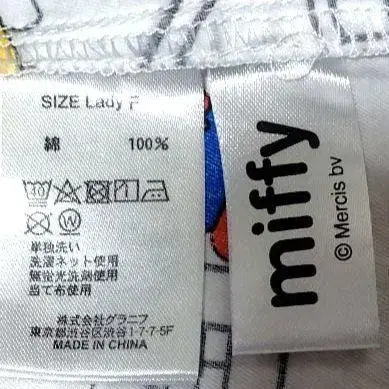 SIZE Lady F
綿 100%
単独洗い
洗濯ネット使用
無蛍光洗剤使用
当て布使用
株式会社グラニフ
東京都渋谷区渋谷1-7-7-5F
MADE IN CHINA
miffy
© Mercis bv